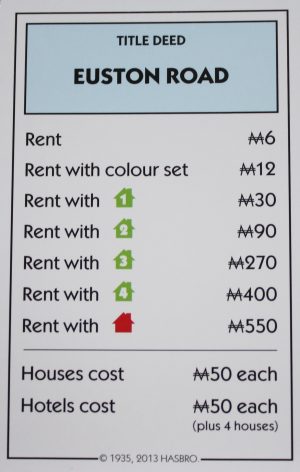 TITLE DEED
EUSTON ROAD
Rent ₩6
Rent with colour set ₩12
Rent with 1 ₩30
Rent with 2 ₩90
Rent with 3 ₩270
Rent with 4 ₩400
Rent with ₩550
Houses cost ₩50 each
Hotels cost ₩50 each
(plus 4 houses)
© 1935, 2013 HASBRO.